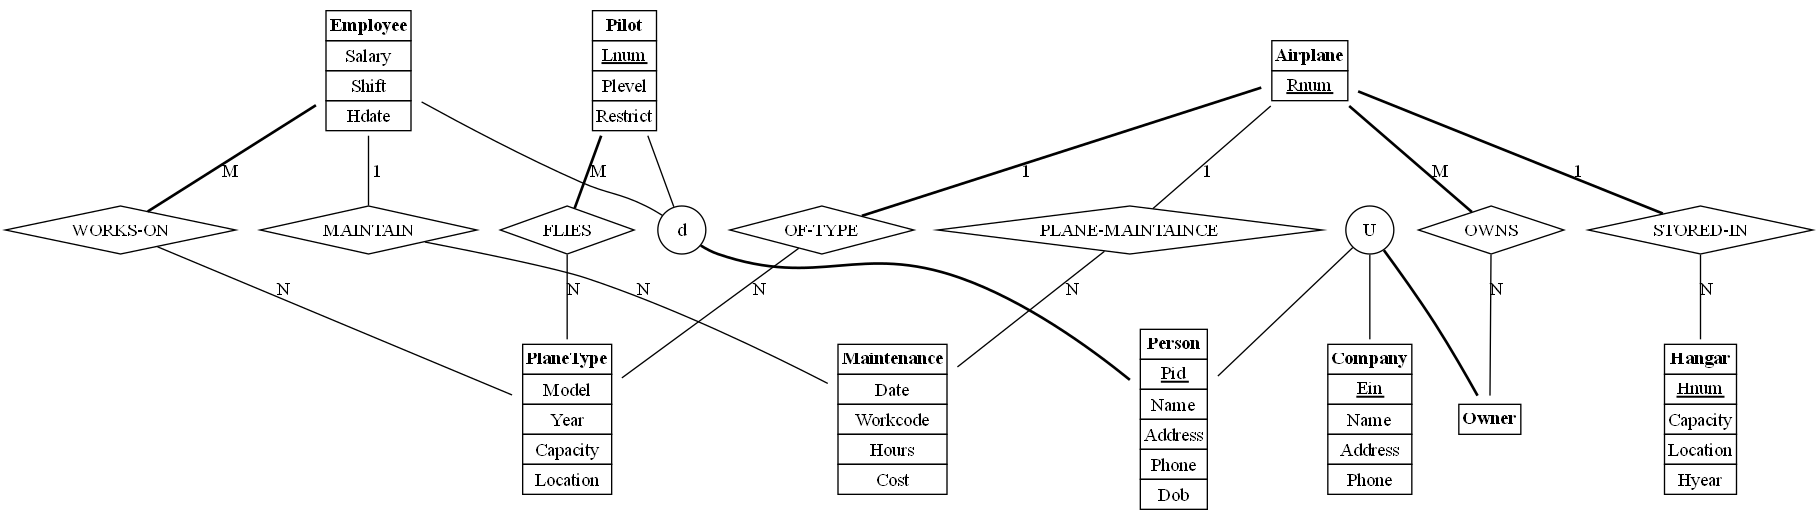 Employee
Salary
Shift
Hdate
Pilot
Lnum
Plevel
Restrict
Airplane
Rnum
M
1
M
1
1
M
1
WORKS-ON
MAINTAIN
FLIES
d
OF-TYPE
PLANE-MAINTAINCE
U
OWNS
STORED-IN
N
N
N
N
N
N
N
PlaneType
Model
Year
Capacity
Location
Maintenance
Date
Workcode
Hours
Cost
Person
Pid
Name
Address
Phone
Dob
Company
Ein
Name
Address
Phone
Owner
Hangar
Hnum
Capacity
Location
Hyear